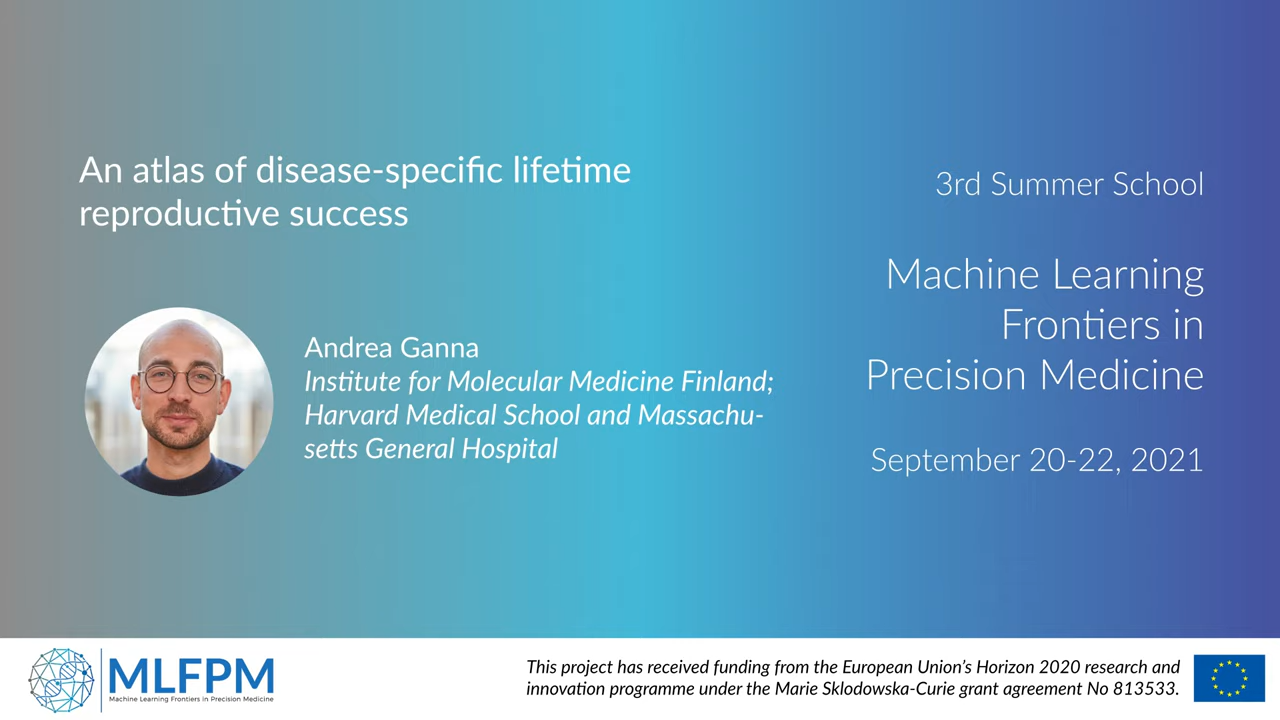 An atlas of disease-specific lifetime
reproductive success
Andrea Ganna
Institute for Molecular Medicine Finland;
Harvard Medical School and Massachu-
setts General Hospital
3rd Summer School
Machine Learning
Frontiers in
Precision Medicine
September 20-22, 2021
MLFPM
Machine Learning Frontiers in Precision Medicine
This project has received funding from the European Union’s Horizon 2020 research and
innovation programme under the Marie Sklodowska-Curie grant agreement No 813533.